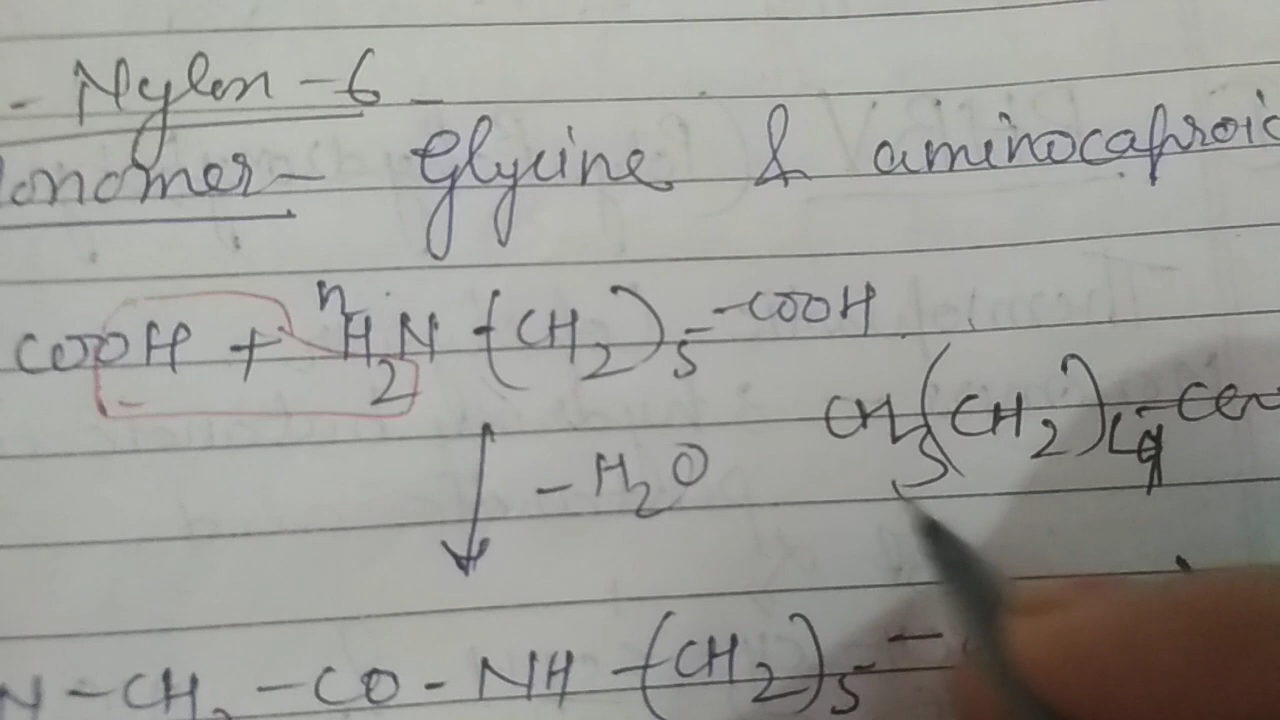 - Nylon - 6 -
onomer - Glycine & aminocaproic
COOH + nH2N-(CH2)5-COOH
CH3(CH2)4-
- H2O
N-CH2-CO-NH-(CH2)5-